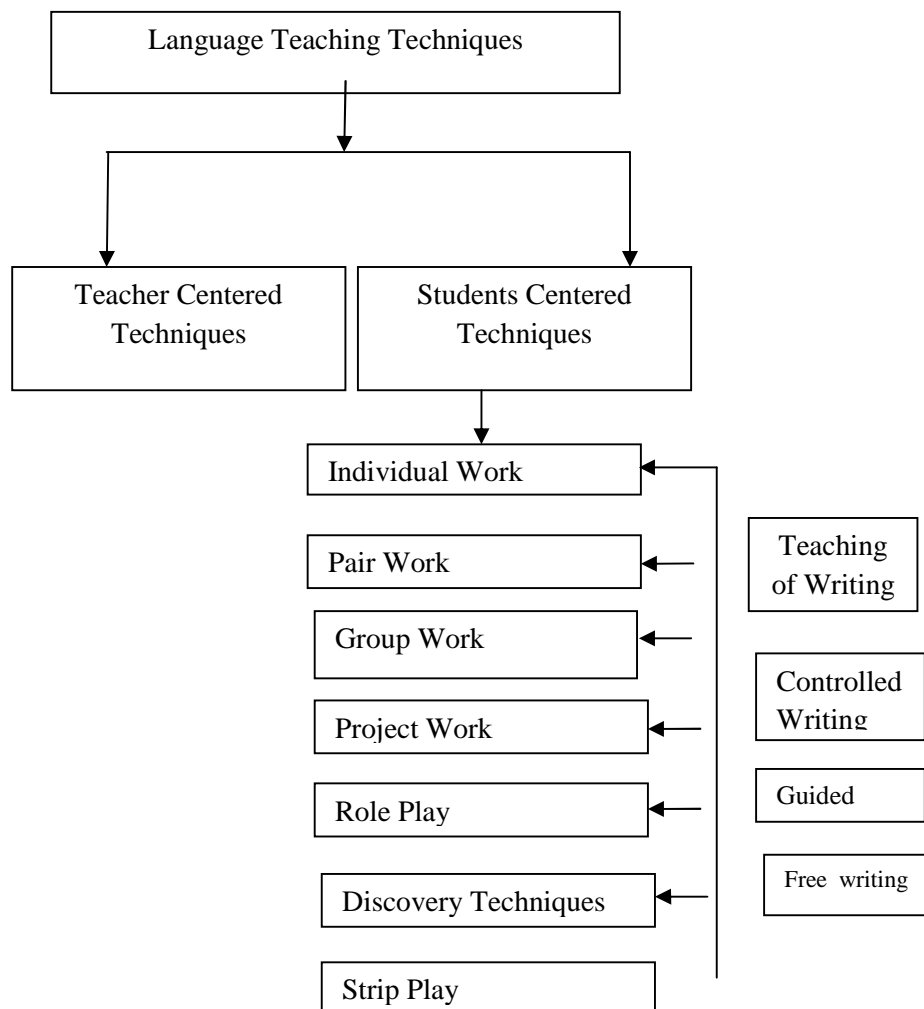 Language Teaching Techniques
Teacher Centered
Techniques
Students Centered
Techniques
Individual Work
Pair Work
Group Work
Project Work
Role Play
Discovery Techniques
Strip Play
Teaching
of Writing
Controlled
Writing
Guided
Free writing